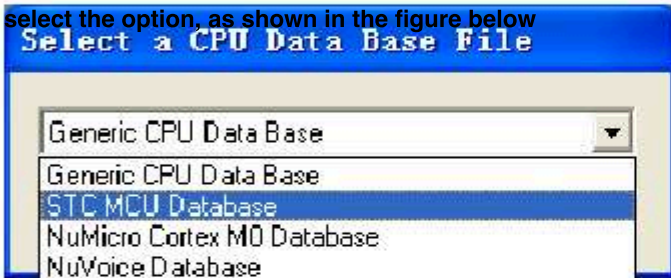 select the option, as shown in the figure below
Select a CPU Data Base File
Generic CPU Data Base
Generic CPU Data Base
STC MCU Database
NuMicro Cortex M0 Database
NuVoice Database